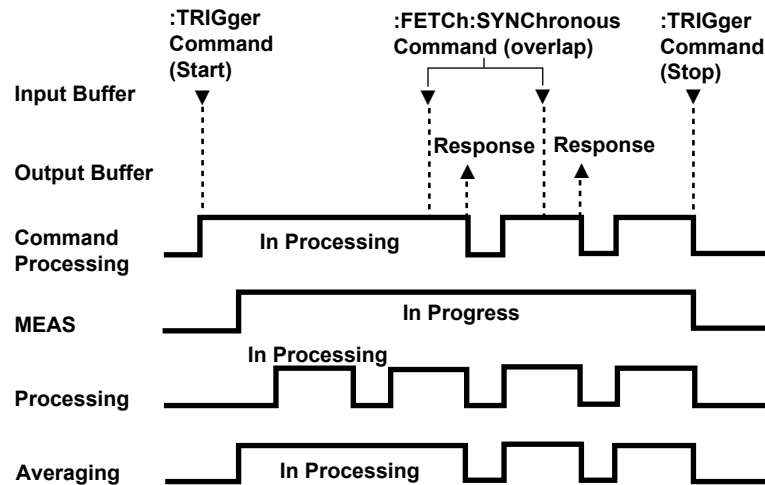 :TRIGger
Command
(Start)
:FETCh:SYNChronous
Command (overlap)
:TRIGger
Command
(Stop)
Input Buffer
Response
Response
Output Buffer
Command
Processing
In Processing
MEAS
In Progress
In Processing
Processing
Averaging
In Processing